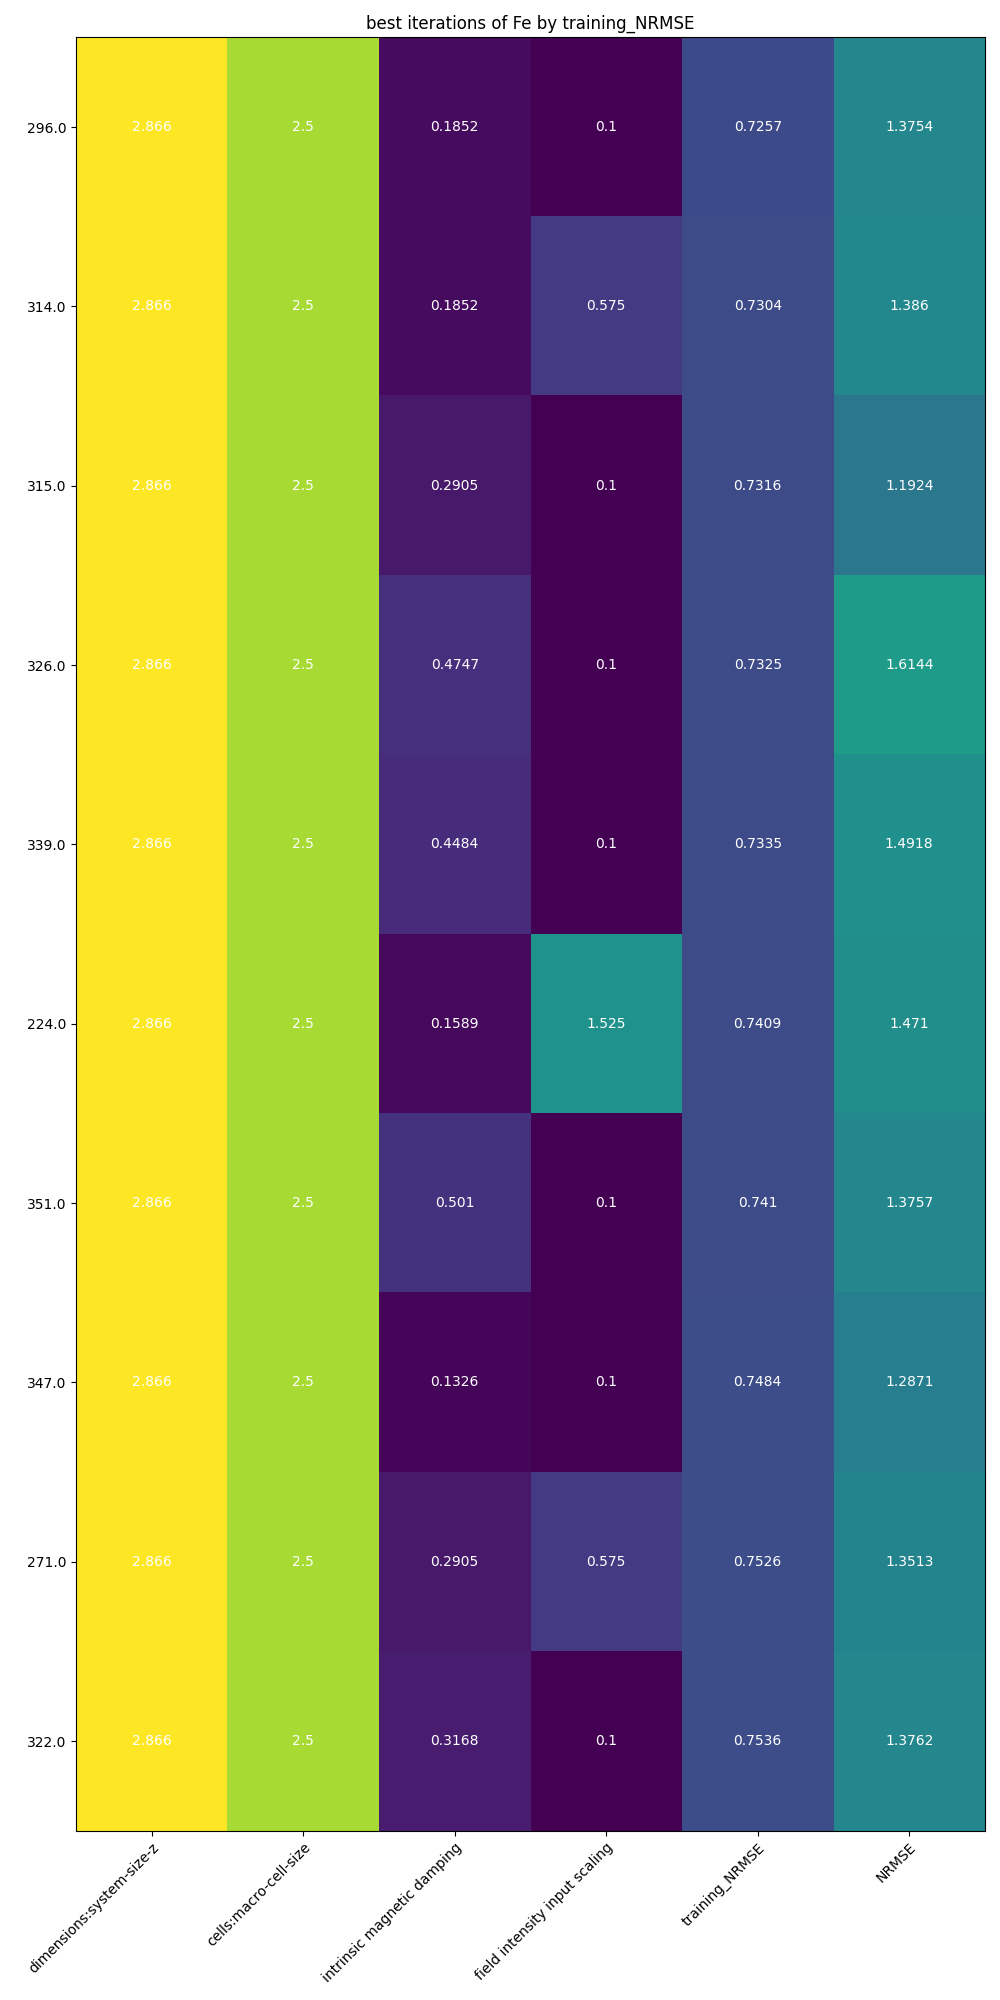 best iterations of Fe by training_NRMSE
296.0 2.866 2.5 0.1852 0.1 0.7257 1.3754
314.0 2.866 2.5 0.1852 0.575 0.7304 1.386
315.0 2.866 2.5 0.2905 0.1 0.7316 1.1924
326.0 2.866 2.5 0.4747 0.1 0.7325 1.6144
339.0 2.866 2.5 0.4484 0.1 0.7335 1.4918
224.0 2.866 2.5 0.1589 1.525 0.7409 1.471
351.0 2.866 2.5 0.501 0.1 0.741 1.3757
347.0 2.866 2.5 0.1326 0.1 0.7484 1.2871
271.0 2.866 2.5 0.2905 0.575 0.7526 1.3513
322.0 2.866 2.5 0.3168 0.1 0.7536 1.3762
dimensions:system-size-z
cells:macro-cell-size
intrinsic magnetic damping
field intensity input scaling
training_NRMSE
NRMSE